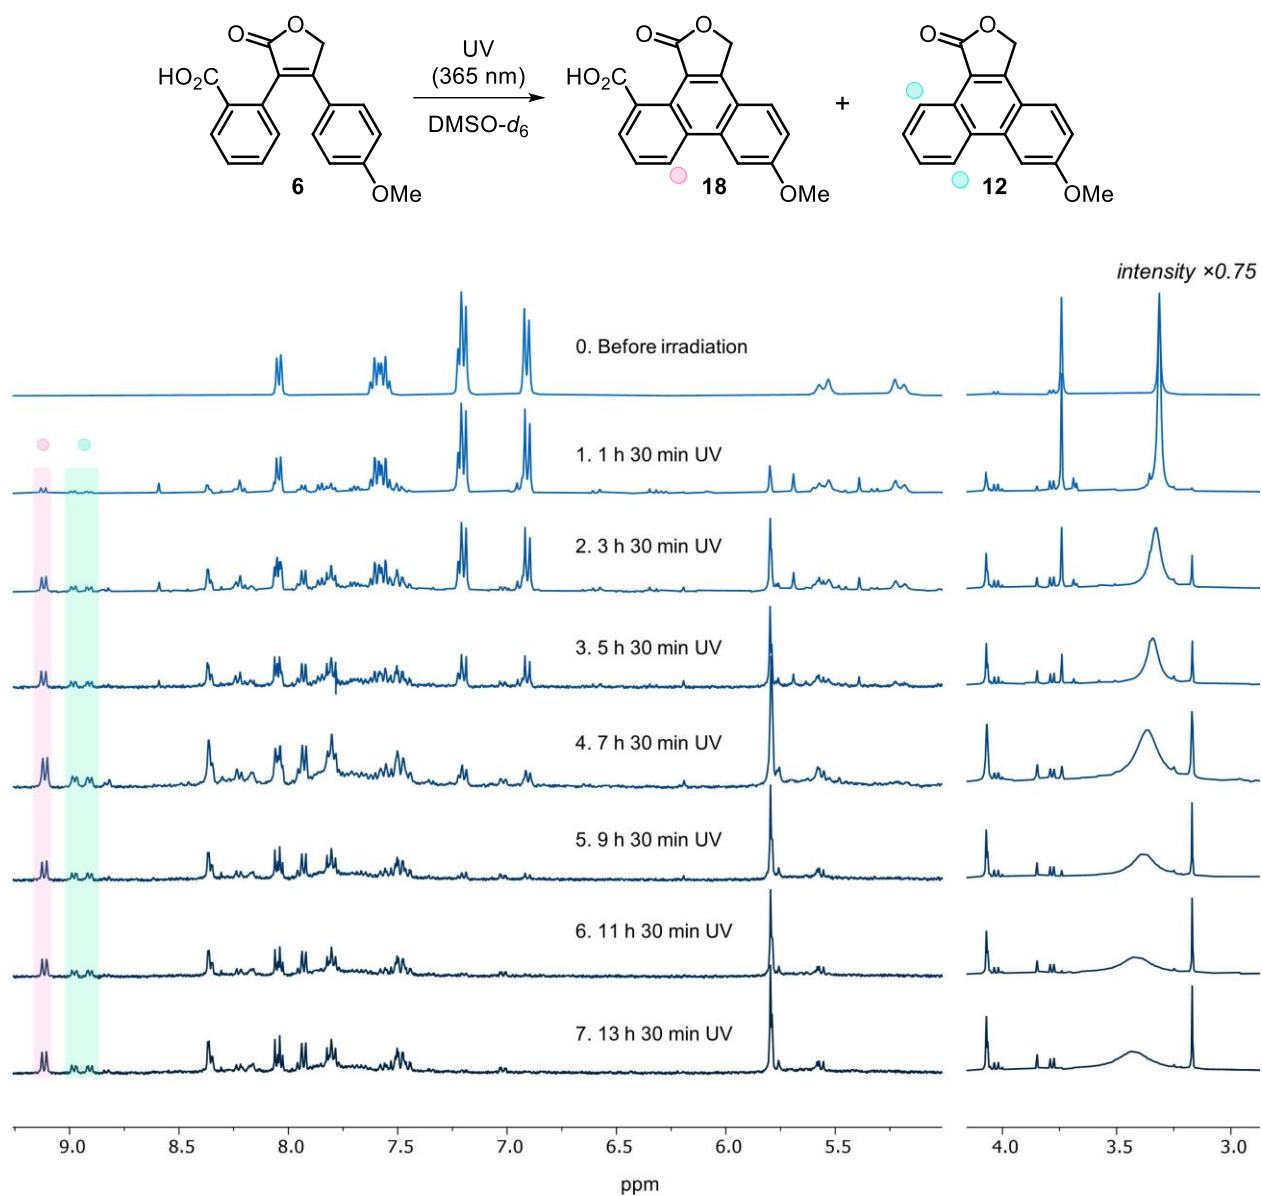 O
O
HO₂C
OMe
6
UV
(365 nm)
DMSO-d₆
O
O
HO₂C
OMe
18
+
O
O
OMe
12
intensity ×0.75
0. Before irradiation
1. 1 h 30 min UV
2. 3 h 30 min UV
3. 5 h 30 min UV
4. 7 h 30 min UV
5. 9 h 30 min UV
6. 11 h 30 min UV
7. 13 h 30 min UV
9.0 8.5 8.0 7.5 7.0 6.5 6.0 5.5 4.0 3.5 3.0
ppm